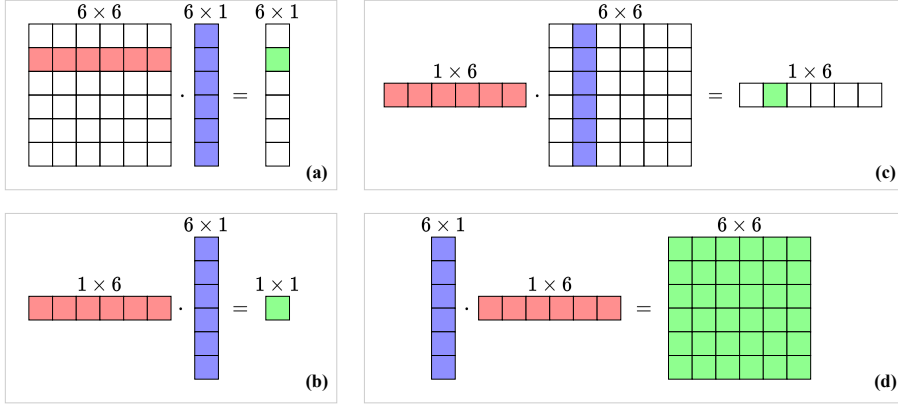 6 × 6 6 × 1 6 × 1
· =
(a)
6 × 6
1 × 6 1 × 6
· =
(c)
6 × 1
1 × 6 1 × 1
· =
(b)
6 × 1 6 × 6
1 × 6
· =
(d)